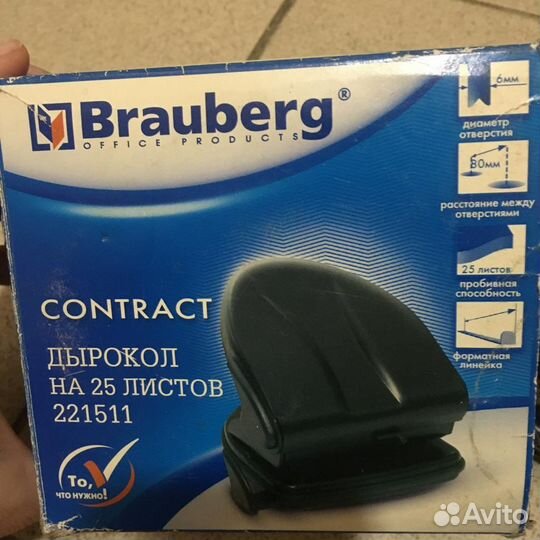 Brauberg®
OFFICE PRODUCTS
6мм
диаметр
отверстия
80мм
расстояние между
отверстиями
25 листов
пробивная
способность
форматная
линейка
CONTRACT
ДЫРОКОЛ
НА 25 ЛИСТОВ
221511
То,
что нужно!
Avito